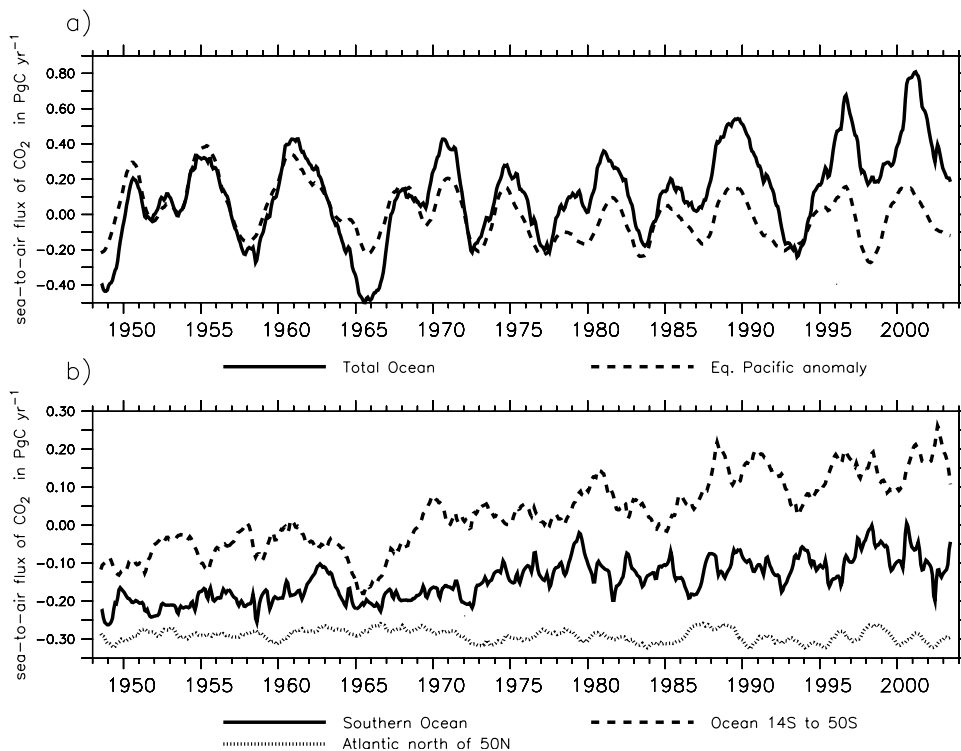 a)
sea-to-air flux of CO2 in PgC yr-1
0.80
0.60
0.40
0.20
0.00
-0.20
-0.40
1950 1955 1960 1965 1970 1975 1980 1985 1990 1995 2000
Total Ocean Eq. Pacific anomaly
b)
sea-to-air flux of CO2 in PgC yr-1
0.30
0.20
0.10
0.00
-0.10
-0.20
-0.30
1950 1955 1960 1965 1970 1975 1980 1985 1990 1995 2000
Southern Ocean Ocean 14S to 50S
Atlantic north of 50N